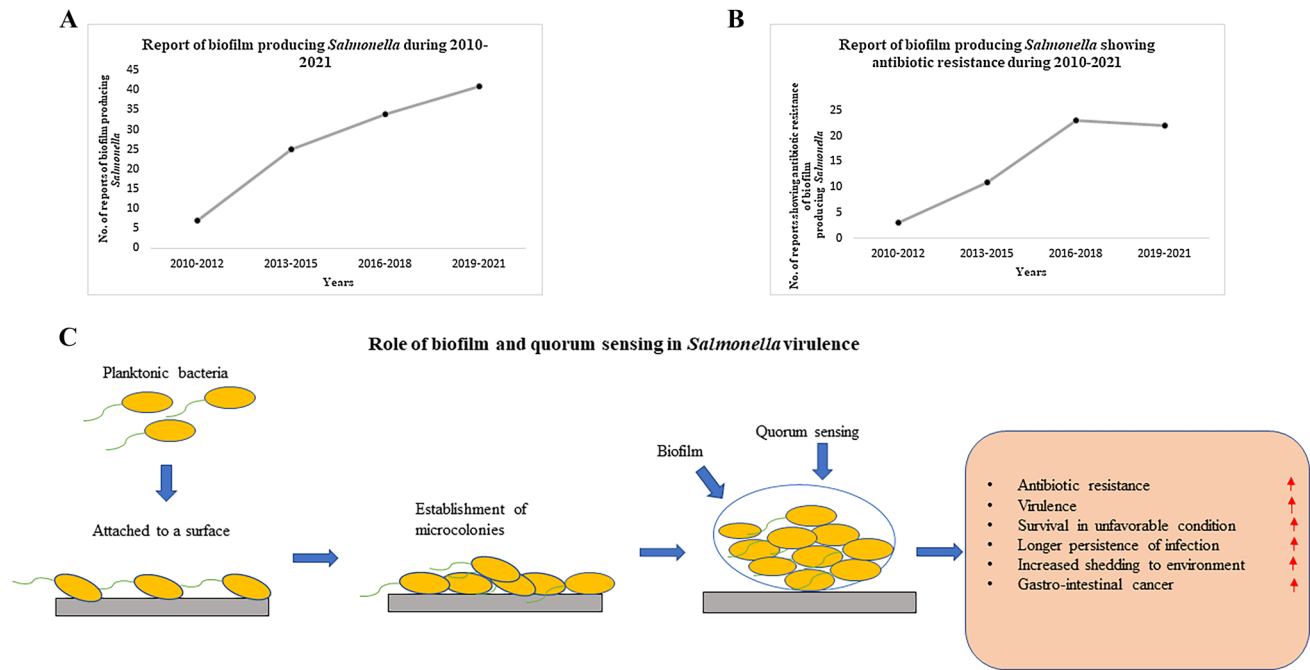 A
Report of biofilm producing Salmonella during 2010-
2021
No. of reports of biofilm producing
Salmonella
45
40
35
30
25
20
15
10
5
0
2010-2012
2013-2015
2016-2018
2019-2021
Years
B
Report of biofilm producing Salmonella showing
antibiotic resistance during 2010-2021
No. of reports showing antibiotic resistance
of biofilm
producing Salmonella
25
20
15
10
5
0
2010-2012
2013-2015
2016-2018
2019-2021
Years
C
Role of biofilm and quorum sensing in Salmonella virulence
Planktonic bacteria
Attached to a surface
Establishment of
microcolonies
Biofilm
Quorum sensing
• Antibiotic resistance
• Virulence
• Survival in unfavorable condition
• Longer persistence of infection
• Increased shedding to environment
• Gastro-intestinal cancer